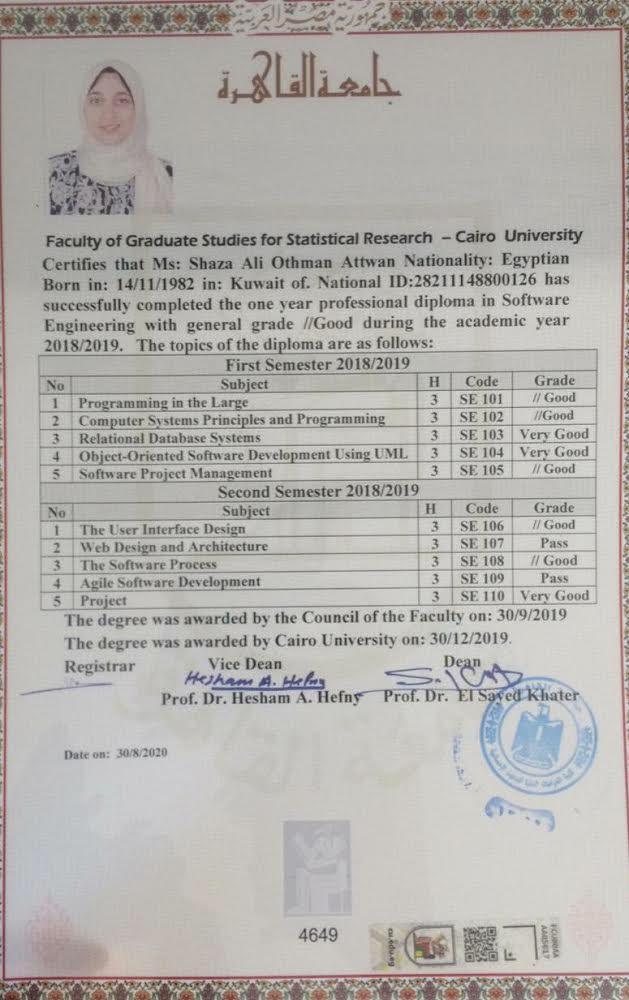 جمهورية مصر العربية
جامعة القاهرة
Faculty of Graduate Studies for Statistical Research – Cairo University
Certifies that Ms: Shaza Ali Othman Attwan Nationality: Egyptian
Born in: 14/11/1982 in: Kuwait of. National ID:28211148800126 has
successfully completed the one year professional diploma in Software
Engineering with general grade //Good during the academic year
2018/2019. The topics of the diploma are as follows:
First Semester 2018/2019
No Subject H Code Grade
1 Programming in the Large 3 SE 101 // Good
2 Computer Systems Principles and Programming 3 SE 102 //Good
3 Relational Database Systems 3 SE 103 Very Good
4 Object-Oriented Software Development Using UML 3 SE 104 Very Good
5 Software Project Management 3 SE 105 // Good
Second Semester 2018/2019
No Subject H Code Grade
1 The User Interface Design 3 SE 106 // Good
2 Web Design and Architecture 3 SE 107 Pass
3 The Software Process 3 SE 108 // Good
4 Agile Software Development 3 SE 109 Pass
5 Project 3 SE 110 Very Good
The degree was awarded by the Council of the Faculty on: 30/9/2019
The degree was awarded by Cairo University on: 30/12/2019.
Registrar Vice Dean Dean
Hesham A. Hefny
Prof. Dr. Hesham A. Hefny Prof. Dr. El Sayed Khater
Date on: 30/8/2020
4649